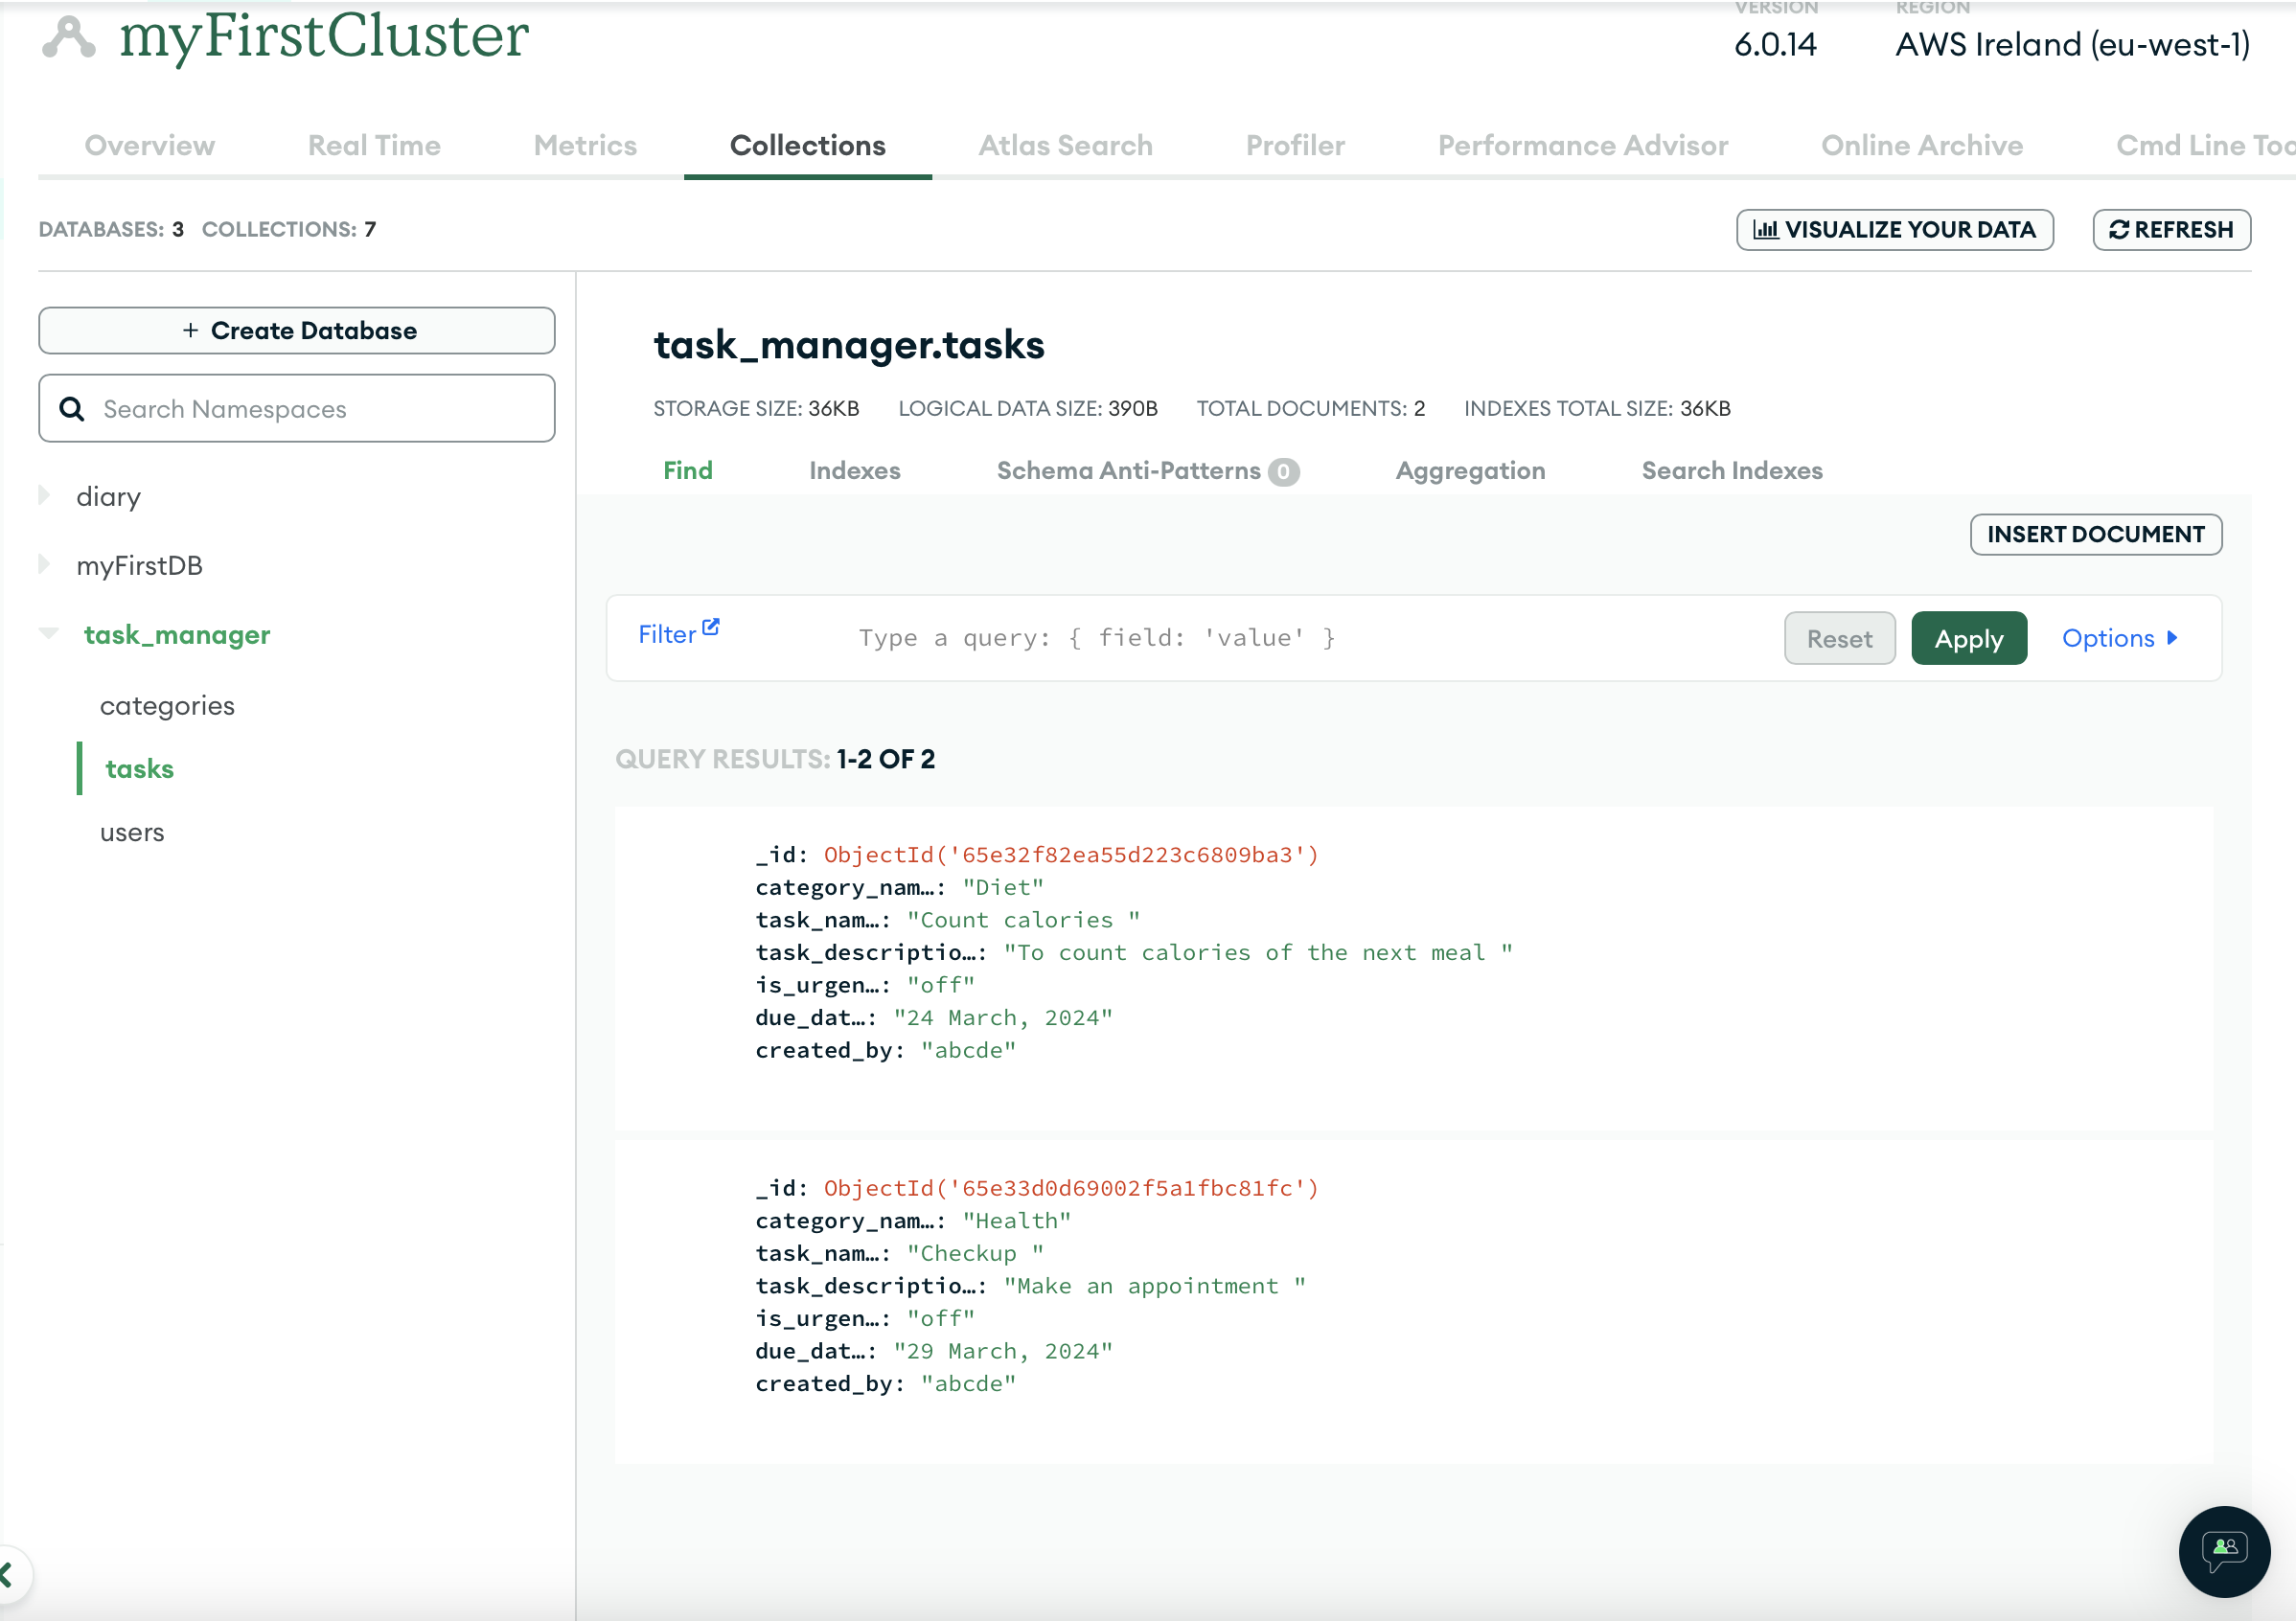 myFirstCluster
VERSION
6.0.14
REGION
AWS Ireland (eu-west-1)
Overview Real Time Metrics Collections Atlas Search Profiler Performance Advisor Online Archive Cmd Line Too
DATABASES: 3 COLLECTIONS: 7
VISUALIZE YOUR DATA
REFRESH
+ Create Database
Search Namespaces
diary
myFirstDB
task_manager
categories
tasks
users
task_manager.tasks
STORAGE SIZE: 36KB LOGICAL DATA SIZE: 390B TOTAL DOCUMENTS: 2 INDEXES TOTAL SIZE: 36KB
Find Indexes Schema Anti-Patterns 0 Aggregation Search Indexes
INSERT DOCUMENT
Filter Type a query: { field: 'value' } Reset Apply Options
QUERY RESULTS: 1-2 OF 2
_id: ObjectId('65e32f82ea55d223c6809ba3')
category_nam…: "Diet"
task_nam…: "Count calories "
task_descriptio…: "To count calories of the next meal "
is_urgen…: "off"
due_dat…: "24 March, 2024"
created_by: "abcde"
_id: ObjectId('65e33d0d69002f5a1fbc81fc')
category_nam…: "Health"
task_nam…: "Checkup "
task_descriptio…: "Make an appointment "
is_urgen…: "off"
due_dat…: "29 March, 2024"
created_by: "abcde"